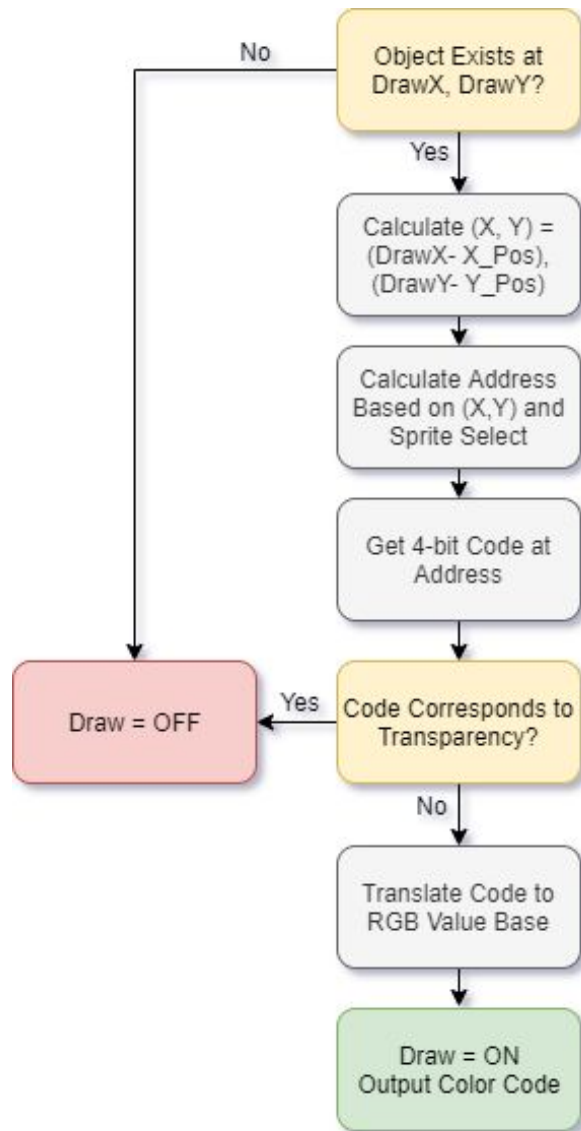 Object Exists at
DrawX, DrawY?
No
Yes
Calculate (X, Y) =
(DrawX- X_Pos),
(DrawY- Y_Pos)
Calculate Address
Based on (X,Y) and
Sprite Select
Get 4-bit Code at
Address
Draw = OFF
Yes
Code Corresponds to
Transparency?
No
Translate Code to
RGB Value Base
Draw = ON
Output Color Code